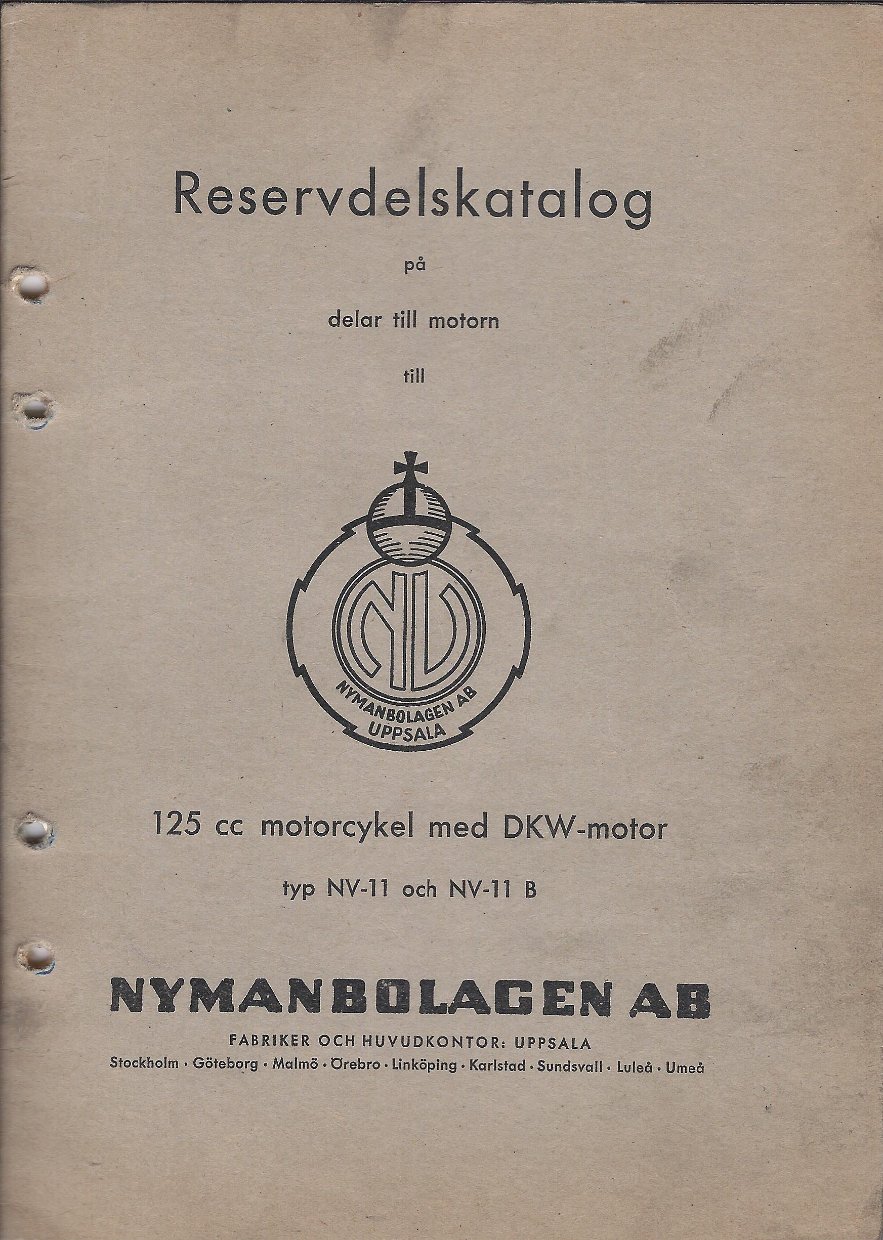 Reservdelskatalog
på
delar till motorn
till
NV
NYMANBOLAGEN AB
UPPSALA
125 cc motorcykel med DKW-motor
typ NV-11 och NV-11 B
NYMANBOLAGEN AB
FABRIKER OCH HUVUDKONTOR: UPPSALA
Stockholm · Göteborg · Malmö · Örebro · Linköping · Karlstad · Sundsvall · Luleå · Umeå